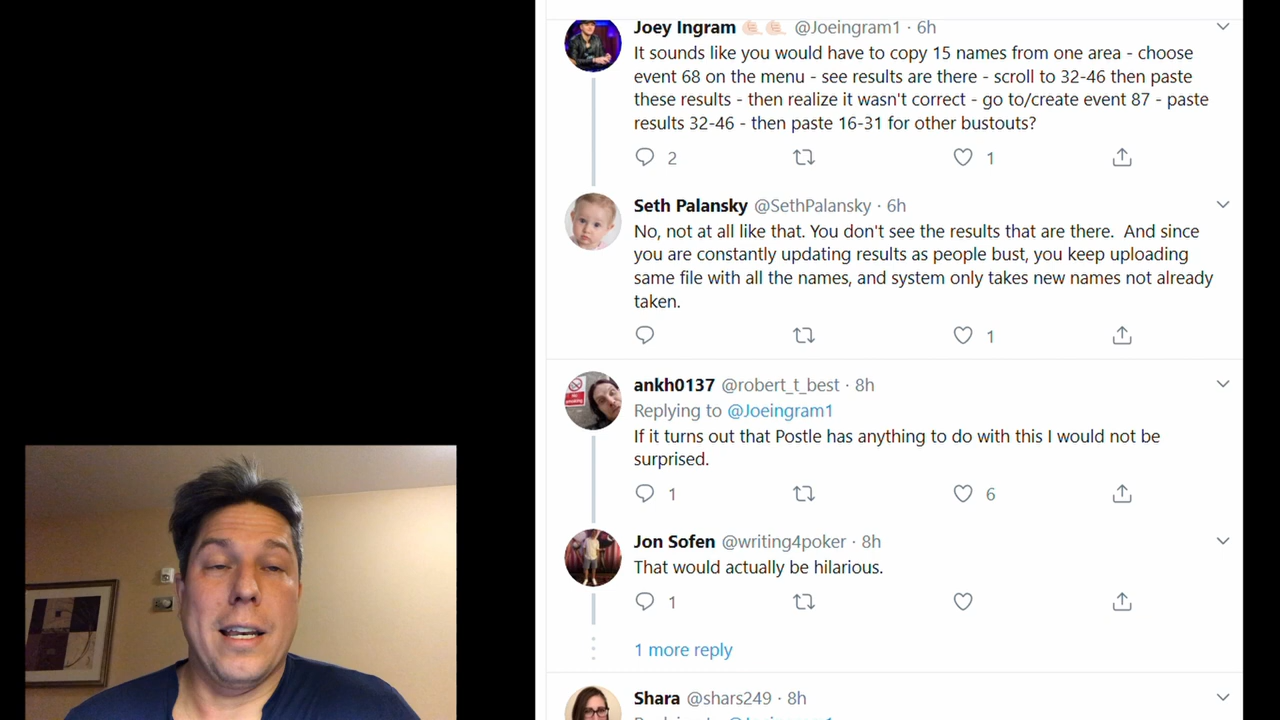 Joey Ingram 🤙🏻🤙🏻 @Joeingram1 · 6h
It sounds like you would have to copy 15 names from one area - choose
event 68 on the menu - see results are there - scroll to 32-46 then paste
these results - then realize it wasn't correct - go to/create event 87 - paste
results 32-46 - then paste 16-31 for other bustouts?
2 1
Seth Palansky @SethPalansky · 6h
No, not at all like that. You don't see the results that are there. And since
you are constantly updating results as people bust, you keep uploading
same file with all the names, and system only takes new names not already
taken.
1
ankh0137 @robert_t_best · 8h
Replying to @Joeingram1
If it turns out that Postle has anything to do with this I would not be
surprised.
1 6
Jon Sofen @writing4poker · 8h
That would actually be hilarious.
1
1 more reply
Shara @shars249 · 8h
Replying to @Joeingram1